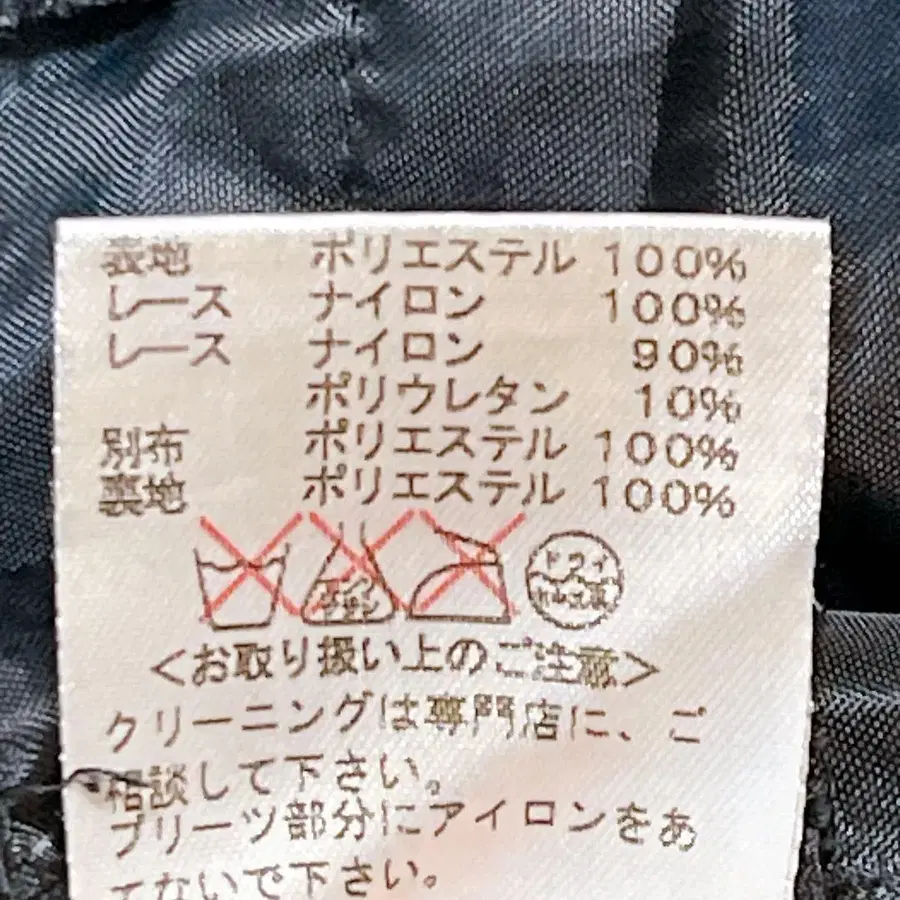 表地 ポリエステル 100%
レース ナイロン 100%
レース ナイロン 90%
ポリウレタン 10%
別布 ポリエステル 100%
裏地 ポリエステル 100%
ドライ
<お取り扱い上のご注意>
クリーニングは専門店に、ご
相談して下さい。
プリーツ部分にアイロンをあ
てないで下さい。